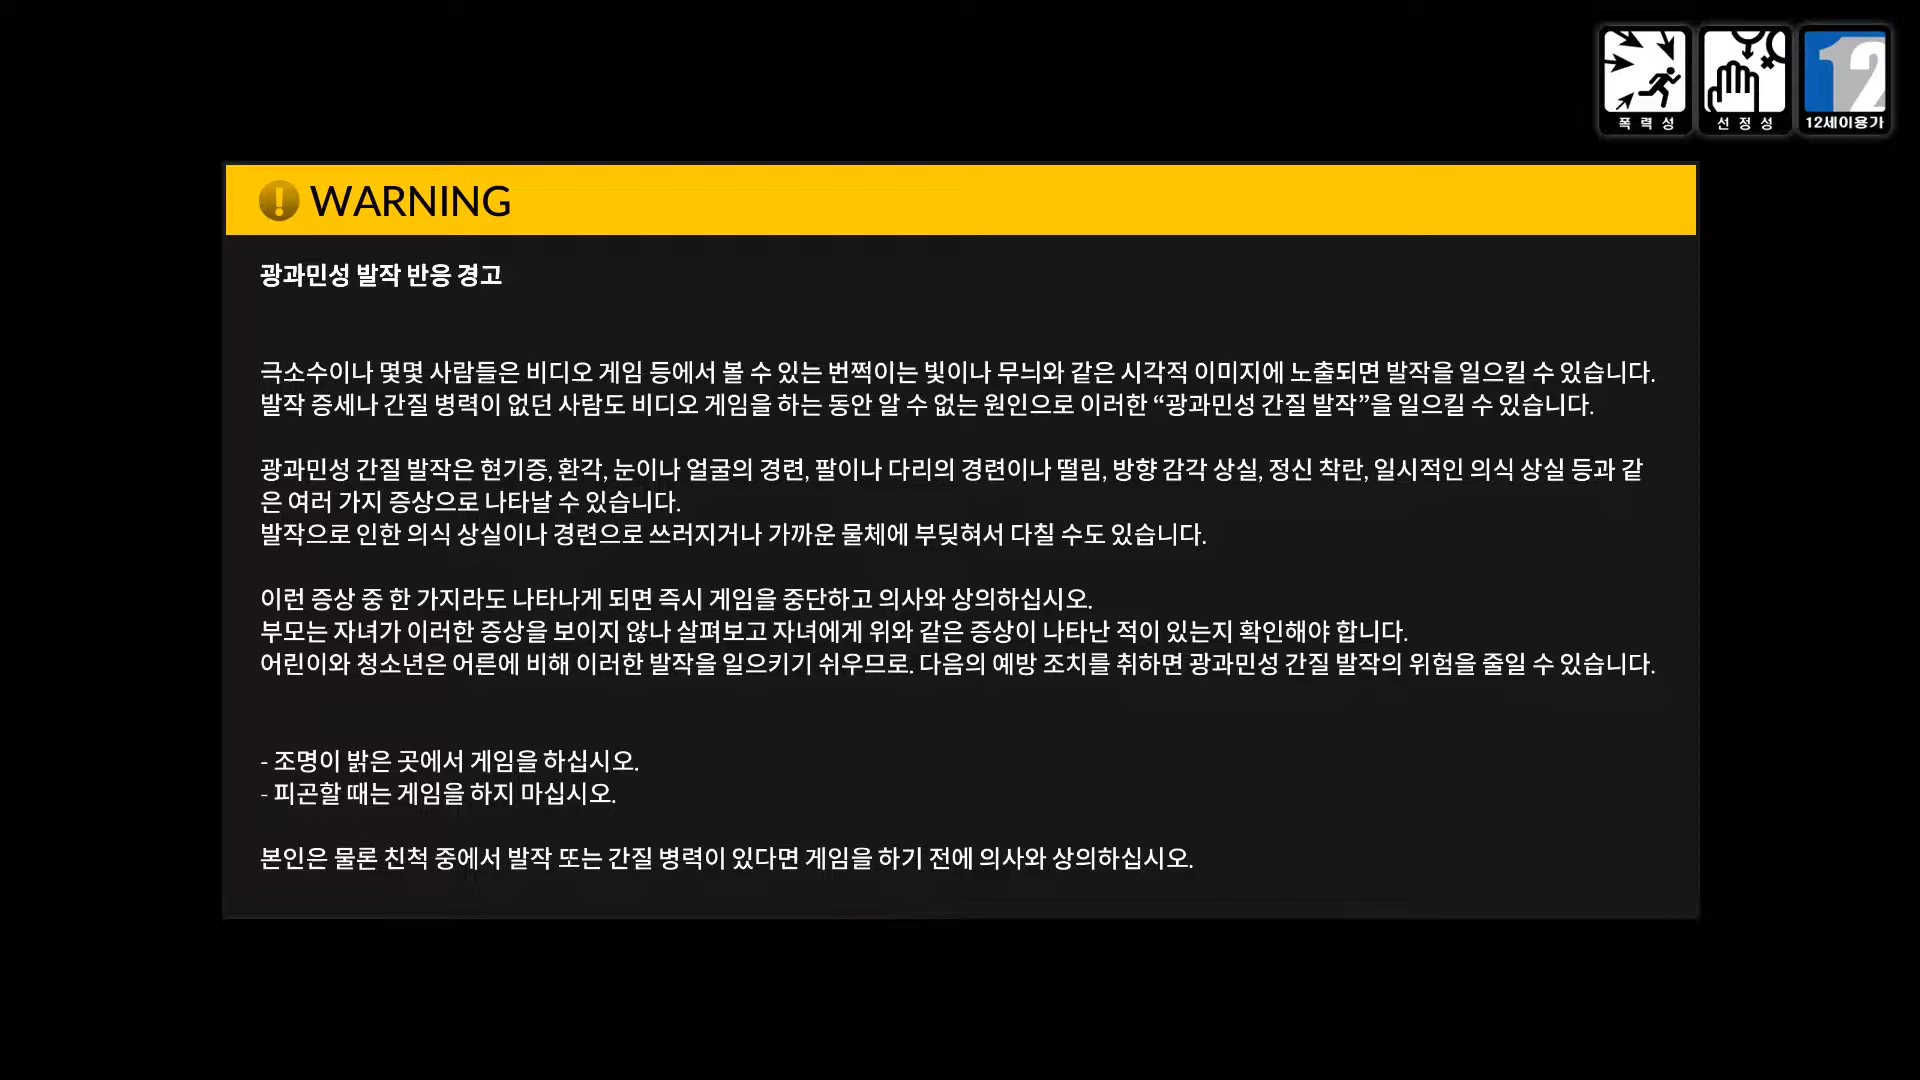 폭력성
선정성
12
12세이용가
! WARNING
광과민성 발작 반응 경고
극소수이나 몇몇 사람들은 비디오 게임 등에서 볼 수 있는 번쩍이는 빛이나 무늬와 같은 시각적 이미지에 노출되면 발작을 일으킬 수 있습니다.
발작 증세나 간질 병력이 없던 사람도 비디오 게임을 하는 동안 알 수 없는 원인으로 이러한 “광과민성 간질 발작”을 일으킬 수 있습니다.
광과민성 간질 발작은 현기증, 환각, 눈이나 얼굴의 경련, 팔이나 다리의 경련이나 떨림, 방향 감각 상실, 정신 착란, 일시적인 의식 상실 등과 같
은 여러 가지 증상으로 나타날 수 있습니다.
발작으로 인한 의식 상실이나 경련으로 쓰러지거나 가까운 물체에 부딪혀서 다칠 수도 있습니다.
이런 증상 중 한 가지라도 나타나게 되면 즉시 게임을 중단하고 의사와 상의하십시오.
부모는 자녀가 이러한 증상을 보이지 않나 살펴보고 자녀에게 위와 같은 증상이 나타난 적이 있는지 확인해야 합니다.
어린이와 청소년은 어른에 비해 이러한 발작을 일으키기 쉬우므로. 다음의 예방 조치를 취하면 광과민성 간질 발작의 위험을 줄일 수 있습니다.
- 조명이 밝은 곳에서 게임을 하십시오.
- 피곤할 때는 게임을 하지 마십시오.
본인은 물론 친척 중에서 발작 또는 간질 병력이 있다면 게임을 하기 전에 의사와 상의하십시오.